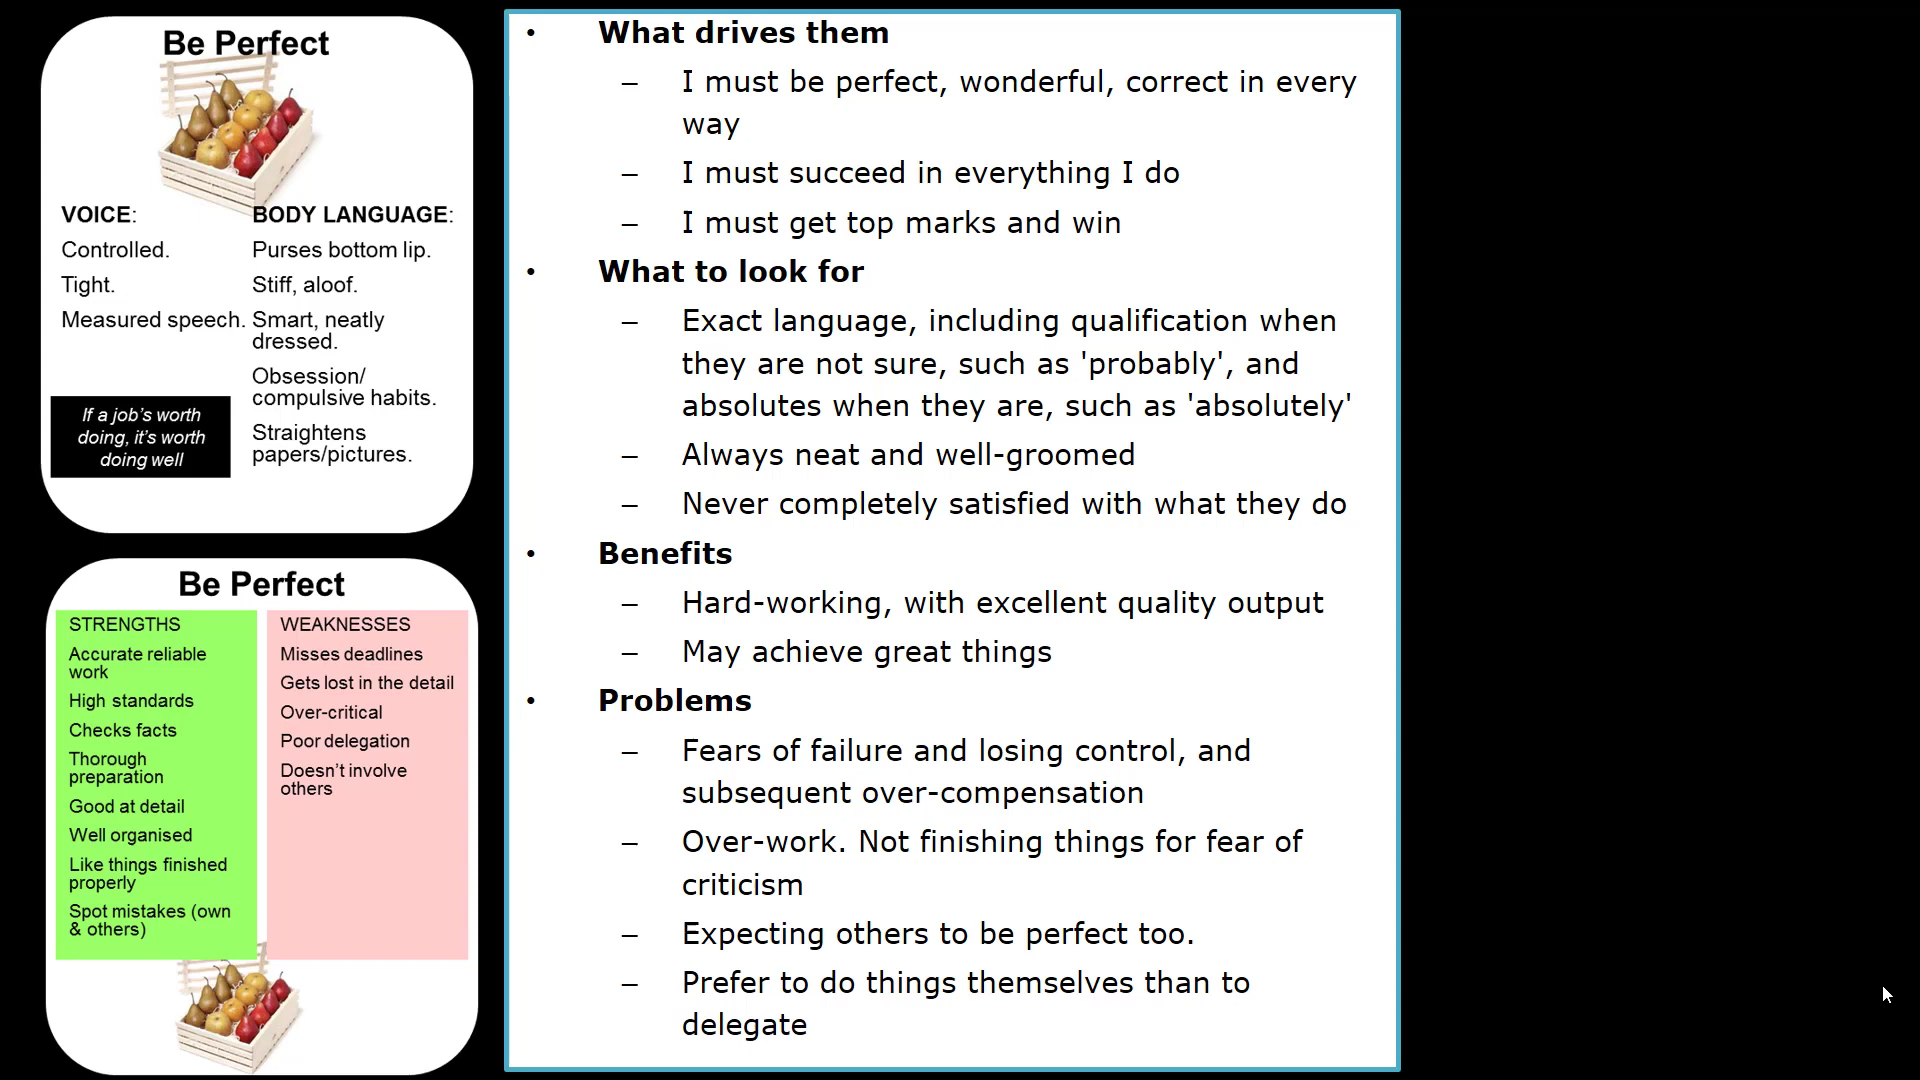 Be Perfect
VOICE:
Controlled.
Tight.
Measured speech.
If a job's worth
doing, it's worth
doing well
BODY LANGUAGE:
Purses bottom lip.
Stiff, aloof.
Smart, neatly
dressed.
Obsession/
compulsive habits.
Straightens
papers/pictures.
Be Perfect
STRENGTHS
Accurate reliable
work
High standards
Checks facts
Thorough
preparation
Good at detail
Well organised
Like things finished
properly
Spot mistakes (own
& others)
WEAKNESSES
Misses deadlines
Gets lost in the detail
Over-critical
Poor delegation
Doesn't involve
others
• What drives them
– I must be perfect, wonderful, correct in every
way
– I must succeed in everything I do
– I must get top marks and win
• What to look for
– Exact language, including qualification when
they are not sure, such as 'probably', and
absolutes when they are, such as 'absolutely'
– Always neat and well-groomed
– Never completely satisfied with what they do
• Benefits
– Hard-working, with excellent quality output
– May achieve great things
• Problems
– Fears of failure and losing control, and
subsequent over-compensation
– Over-work. Not finishing things for fear of
criticism
– Expecting others to be perfect too.
– Prefer to do things themselves than to
delegate